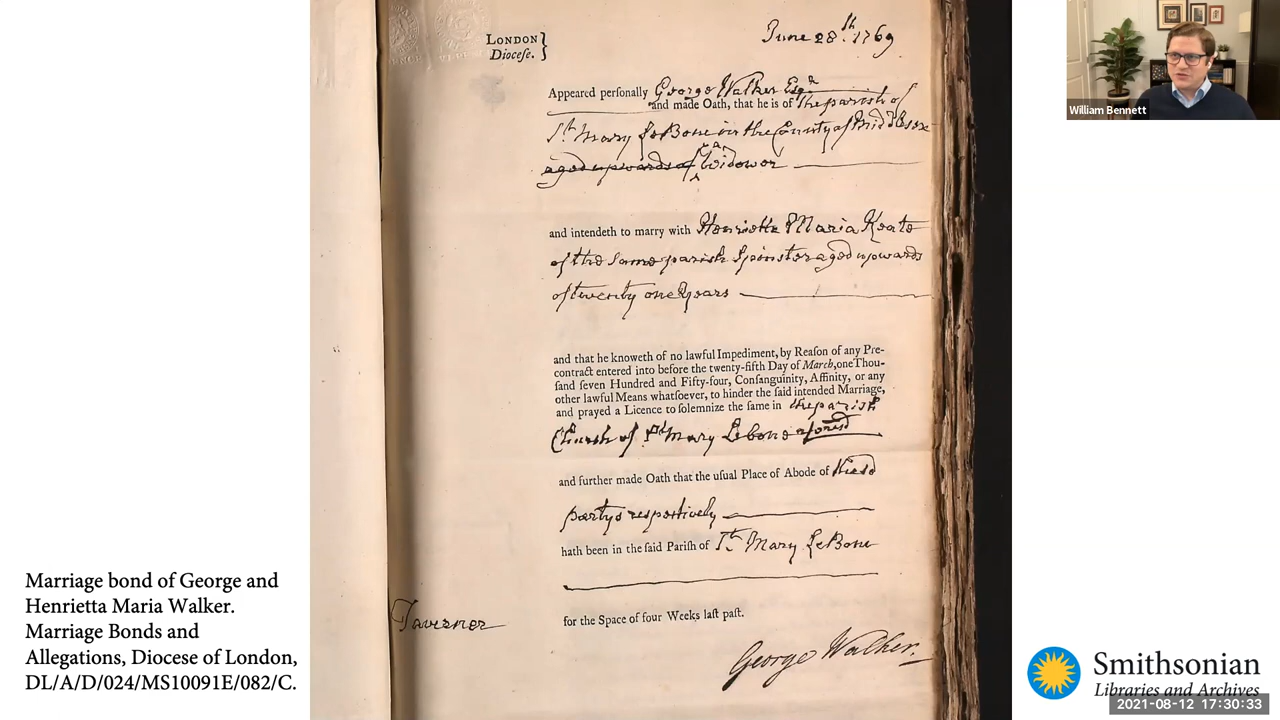 LONDON
Diocese. }
June 28th. 1769
Appeared personally George Walker Esqr
and made Oath, that he is of the parish of
St. Mary LeBone in the County of Middlesex
aged upwards of a Widower
and intendeth to marry with Henrietta Maria Keate
of the same parish Spinster aged upwards
of twenty one Years
and that he knoweth of no lawful Impediment, by Reaſon of any Pre-
contract entered into before the twenty-fifth Day of March, one Thou-
ſand ſeven Hundred and Fifty-four, Conſanguinity, Affinity, or any
other lawful Means whatſoever, to hinder the ſaid intended Marriage,
and prayed a Licence to ſolemnize the ſame in the parish
Church of St. Mary Lebone aforesd
and further made Oath that the uſual Place of Abode of the sd
partys respectively
hath been in the ſaid Pariſh of St. Mary LeBone
for the Space of four Weeks laſt paſt.
Taverner
George Walker.
Marriage bond of George and
Henrietta Maria Walker.
Marriage Bonds and
Allegations, Diocese of London,
DL/A/D/024/MS10091E/082/C.
William Bennett
Smithsonian
Libraries and Archives
2021-08-12 17:30:33